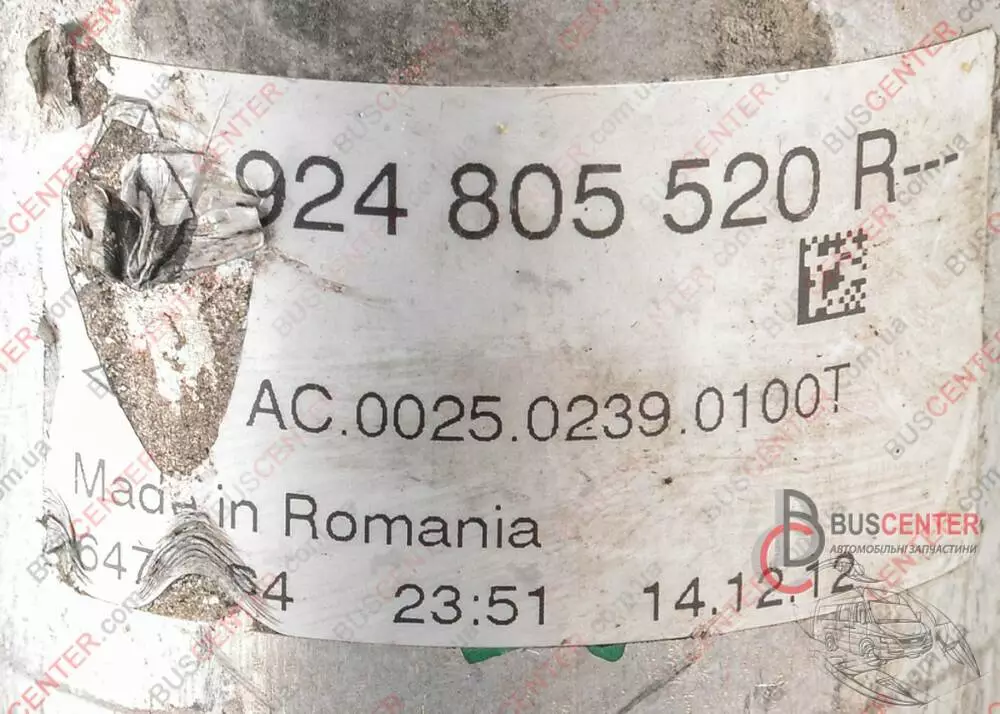 924 805 520 R---
AC.0025.0239.0100T
Made in Romania
23:51 14.12.12
BUSCENTER
АВТОМОБІЛЬНІ ЗАПЧАСТИНИ